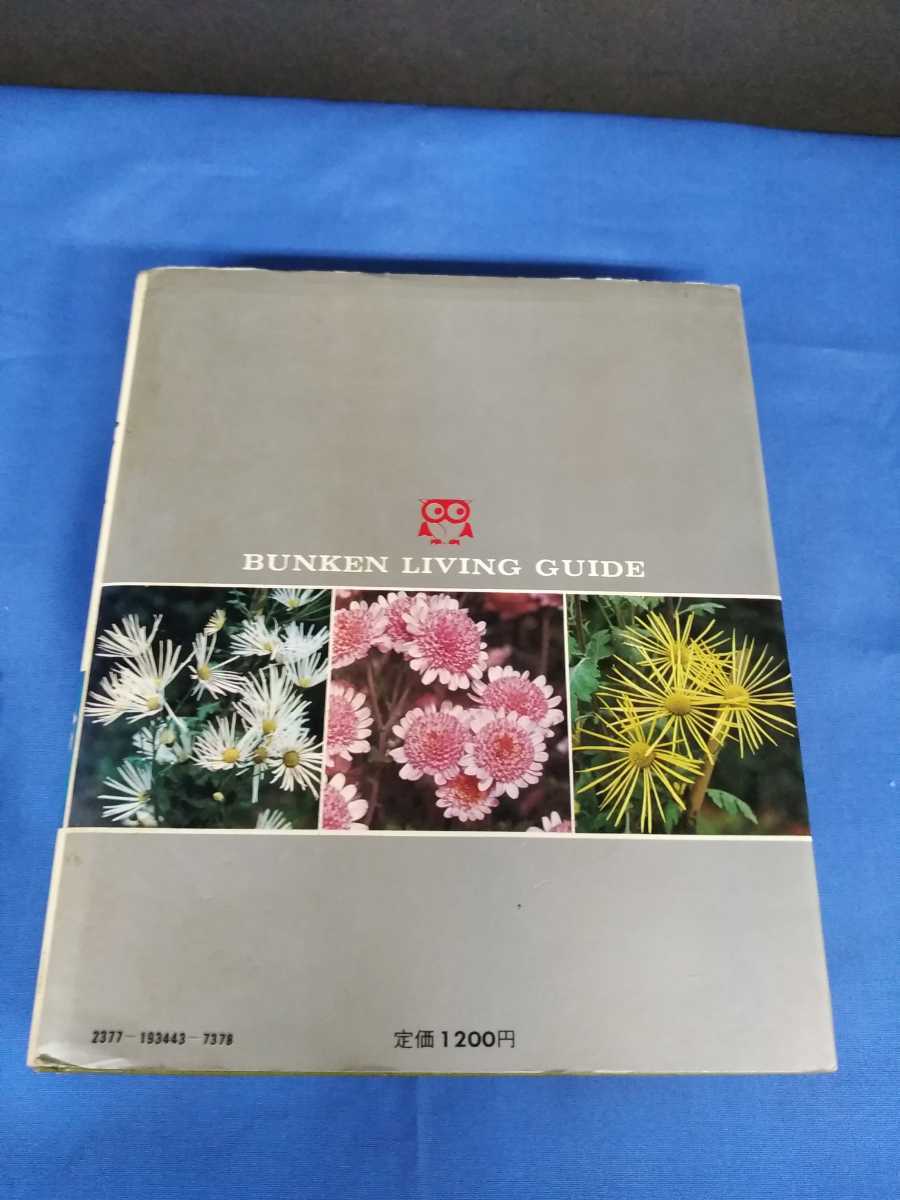 BUNKEN LIVING GUIDE
2377-193443-7378
定価1200円